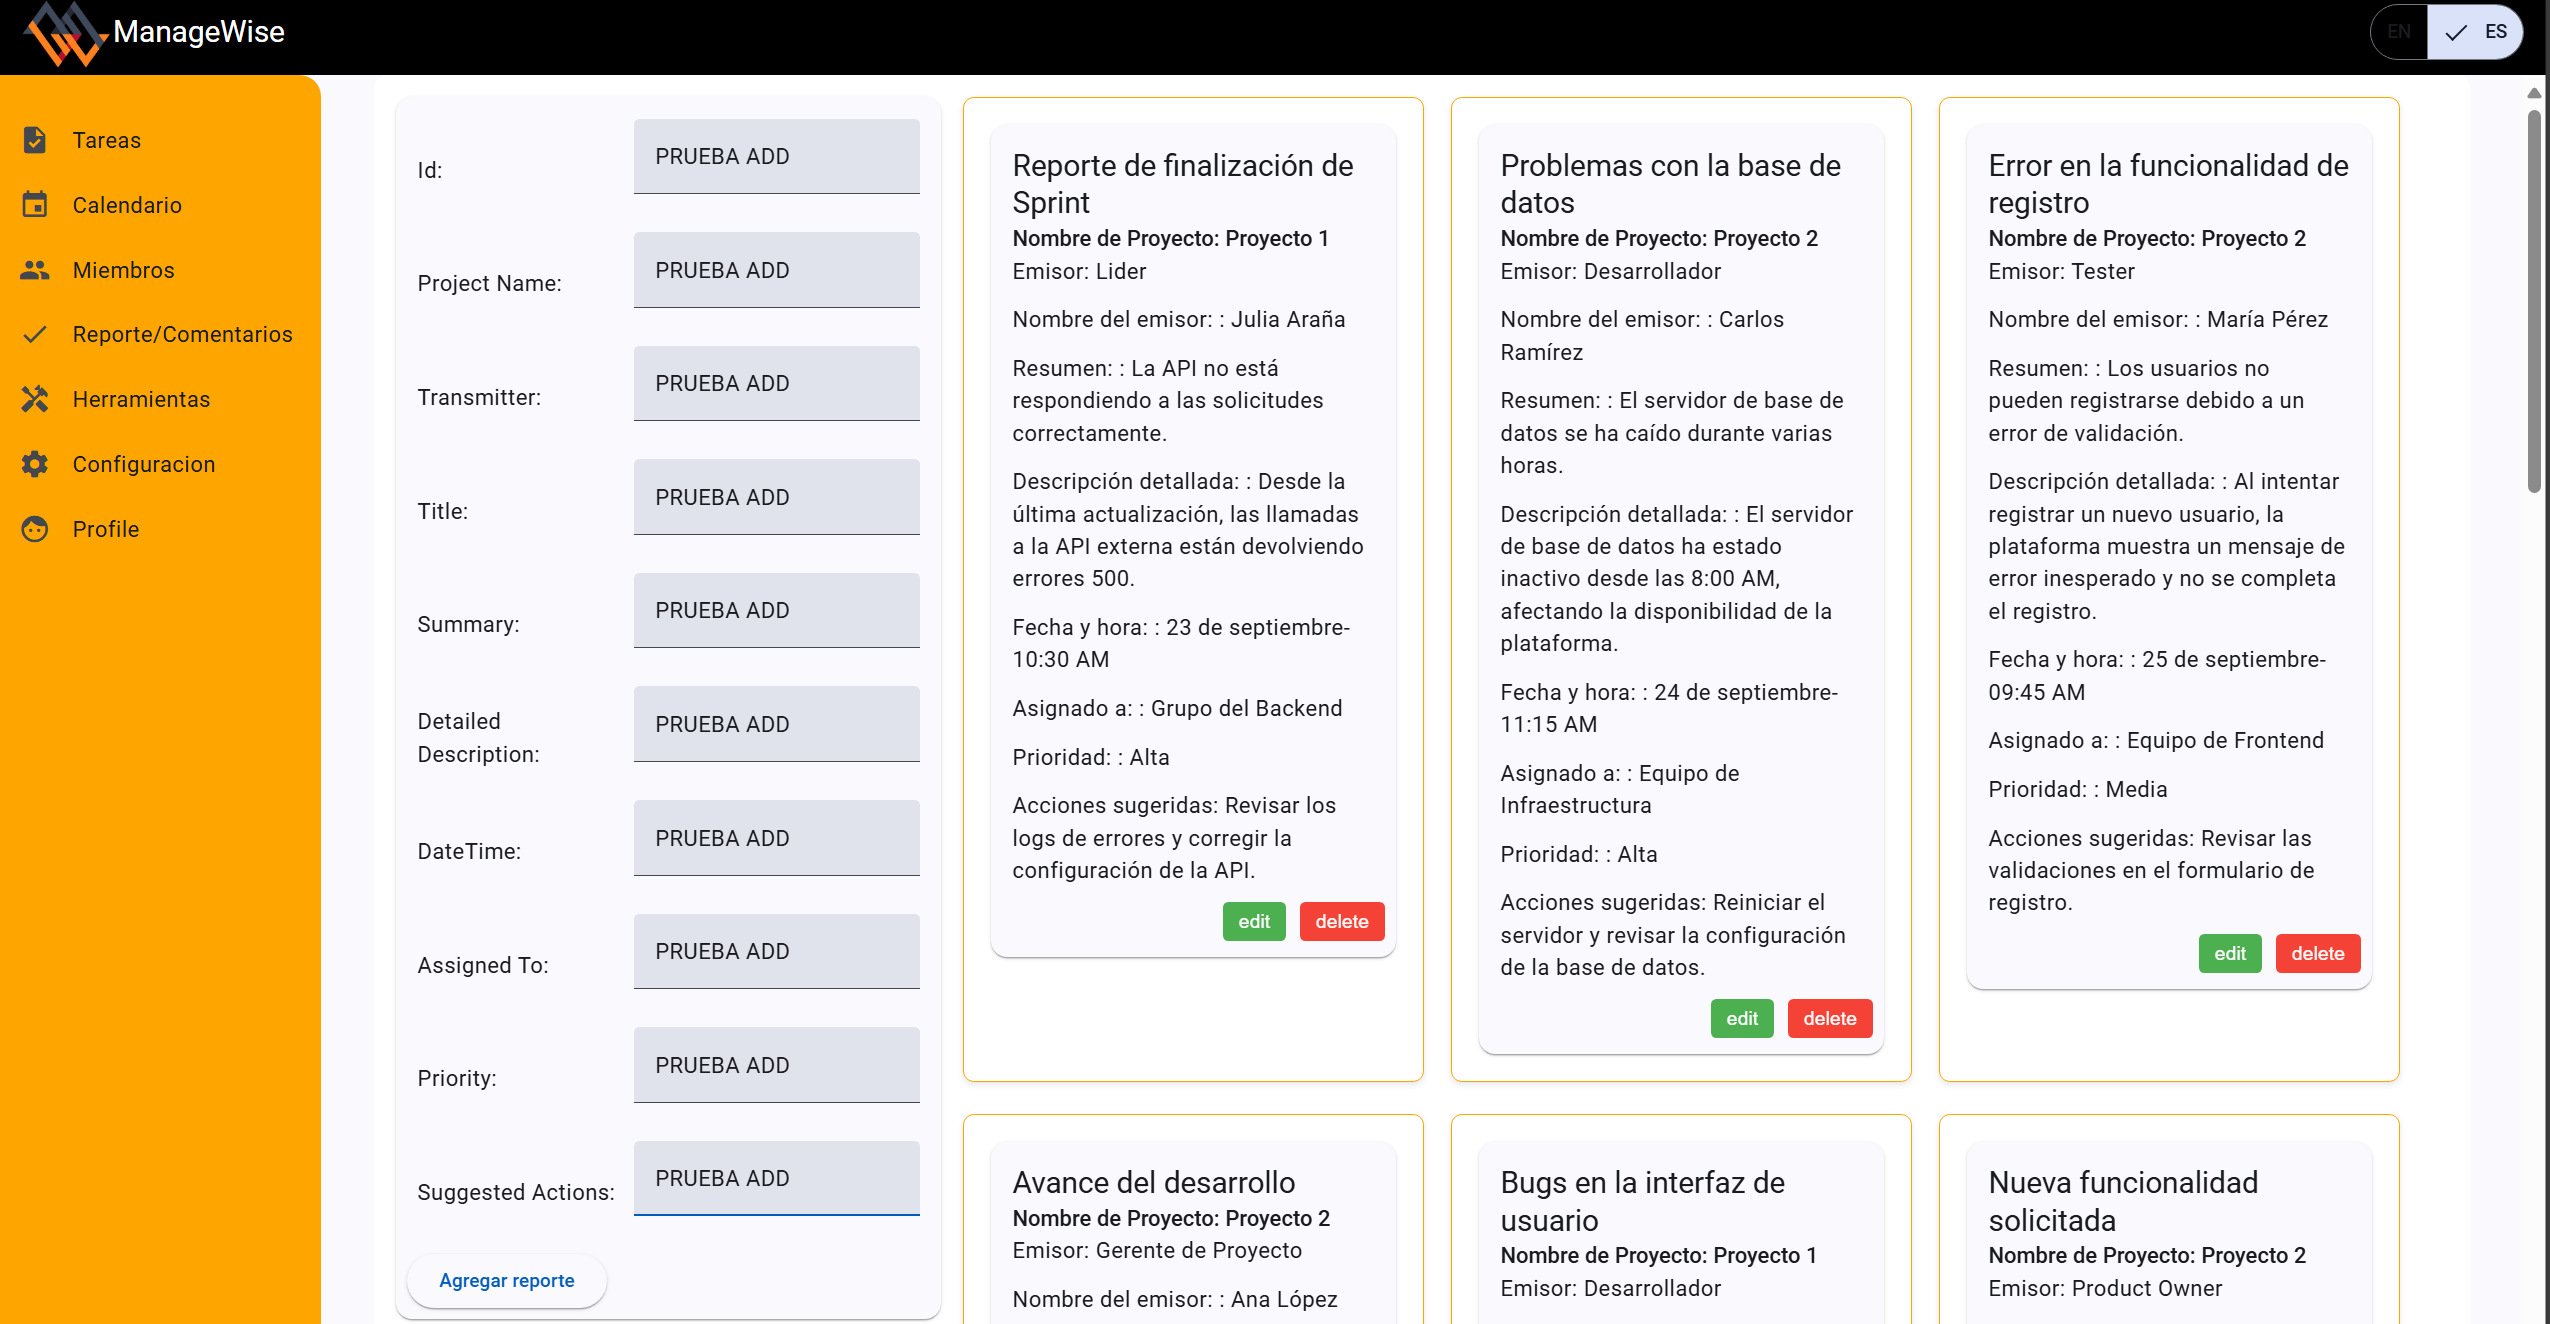 ManageWise
EN
ES
Tareas
Calendario
Miembros
Reporte/Comentarios
Herramientas
Configuracion
Profile
Id:
PRUEBA ADD
Project Name:
PRUEBA ADD
Transmitter:
PRUEBA ADD
Title:
PRUEBA ADD
Summary:
PRUEBA ADD
Detailed
Description:
PRUEBA ADD
DateTime:
PRUEBA ADD
Assigned To:
PRUEBA ADD
Priority:
PRUEBA ADD
Suggested Actions:
PRUEBA ADD
Agregar reporte
Reporte de finalización de
Sprint
Nombre de Proyecto: Proyecto 1
Emisor: Lider
Nombre del emisor: : Julia Araña
Resumen: : La API no está
respondiendo a las solicitudes
correctamente.
Descripción detallada: : Desde la
última actualización, las llamadas
a la API externa están devolviendo
errores 500.
Fecha y hora: : 23 de septiembre-
10:30 AM
Asignado a: : Grupo del Backend
Prioridad: : Alta
Acciones sugeridas: Revisar los
logs de errores y corregir la
configuración de la API.
edit
delete
Problemas con la base de
datos
Nombre de Proyecto: Proyecto 2
Emisor: Desarrollador
Nombre del emisor: : Carlos
Ramírez
Resumen: : El servidor de base de
datos se ha caído durante varias
horas.
Descripción detallada: : El servidor
de base de datos ha estado
inactivo desde las 8:00 AM,
afectando la disponibilidad de la
plataforma.
Fecha y hora: : 24 de septiembre-
11:15 AM
Asignado a: : Equipo de
Infraestructura
Prioridad: : Alta
Acciones sugeridas: Reiniciar el
servidor y revisar la configuración
de la base de datos.
edit
delete
Error en la funcionalidad de
registro
Nombre de Proyecto: Proyecto 2
Emisor: Tester
Nombre del emisor: : María Pérez
Resumen: : Los usuarios no
pueden registrarse debido a un
error de validación.
Descripción detallada: : Al intentar
registrar un nuevo usuario, la
plataforma muestra un mensaje de
error inesperado y no se completa
el registro.
Fecha y hora: : 25 de septiembre-
09:45 AM
Asignado a: : Equipo de Frontend
Prioridad: : Media
Acciones sugeridas: Revisar las
validaciones en el formulario de
registro.
edit
delete
Avance del desarrollo
Nombre de Proyecto: Proyecto 2
Emisor: Gerente de Proyecto
Nombre del emisor: : Ana López
Bugs en la interfaz de
usuario
Nombre de Proyecto: Proyecto 1
Emisor: Desarrollador
Nueva funcionalidad
solicitada
Nombre de Proyecto: Proyecto 2
Emisor: Product Owner